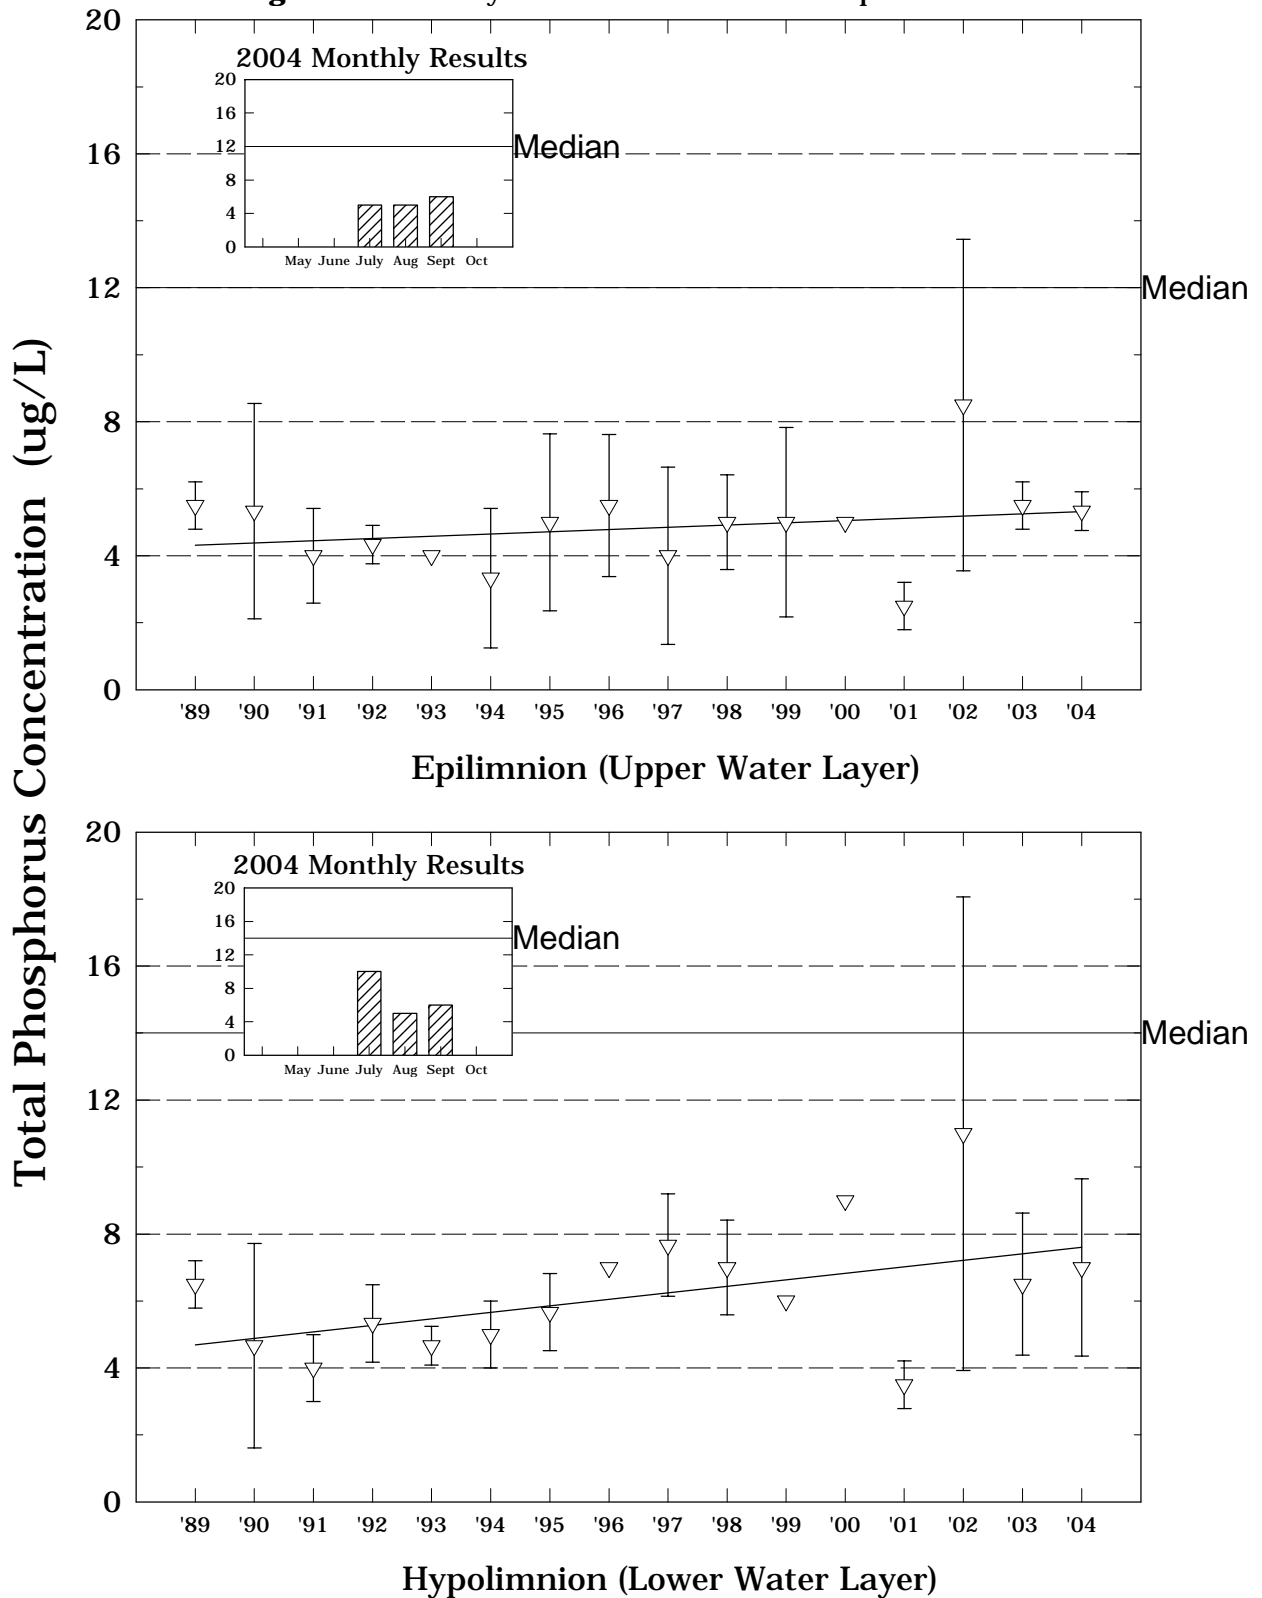 20
2004 Monthly Results
20
16
12
8
4
0
Median
May June July Aug Sept Oct
16
12
Median
8
4
0
'89 '90 '91 '92 '93 '94 '95 '96 '97 '98 '99 '00 '01 '02 '03 '04
Epilimnion (Upper Water Layer)
Total Phosphorus Concentration (ug/L)
20
2004 Monthly Results
20
16
12
8
4
0
Median
May June July Aug Sept Oct
16
Median
12
8
4
0
'89 '90 '91 '92 '93 '94 '95 '96 '97 '98 '99 '00 '01 '02 '03 '04
Hypolimnion (Lower Water Layer)